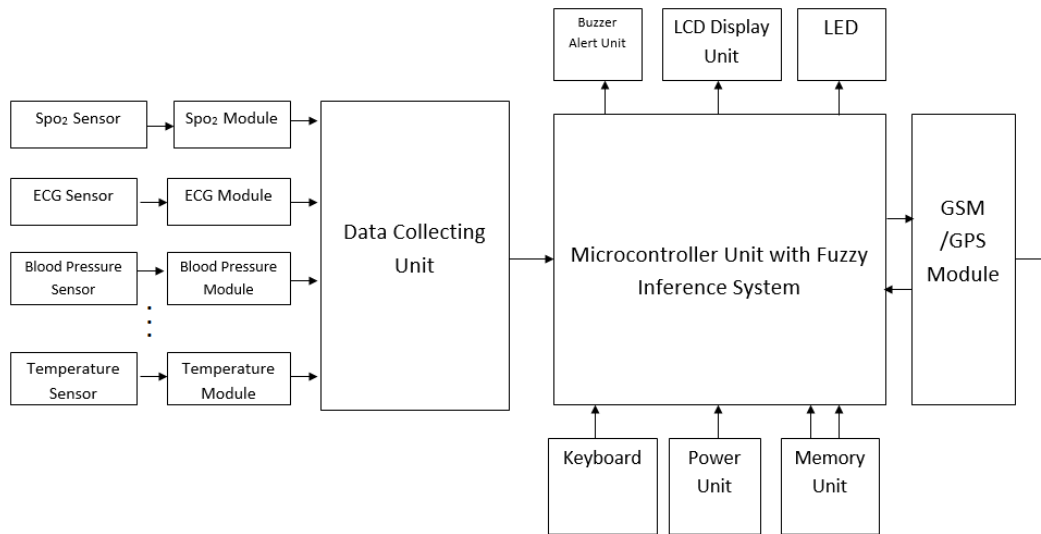 Buzzer
Alert Unit
LCD Display
Unit
LED
Spo₂ Sensor
Spo₂ Module
ECG Sensor
ECG Module
Blood Pressure
Sensor
Blood Pressure
Module
Temperature
Sensor
Temperature
Module
Data Collecting
Unit
Microcontroller Unit with Fuzzy
Inference System
GSM
/GPS
Module
Keyboard
Power
Unit
Memory
Unit